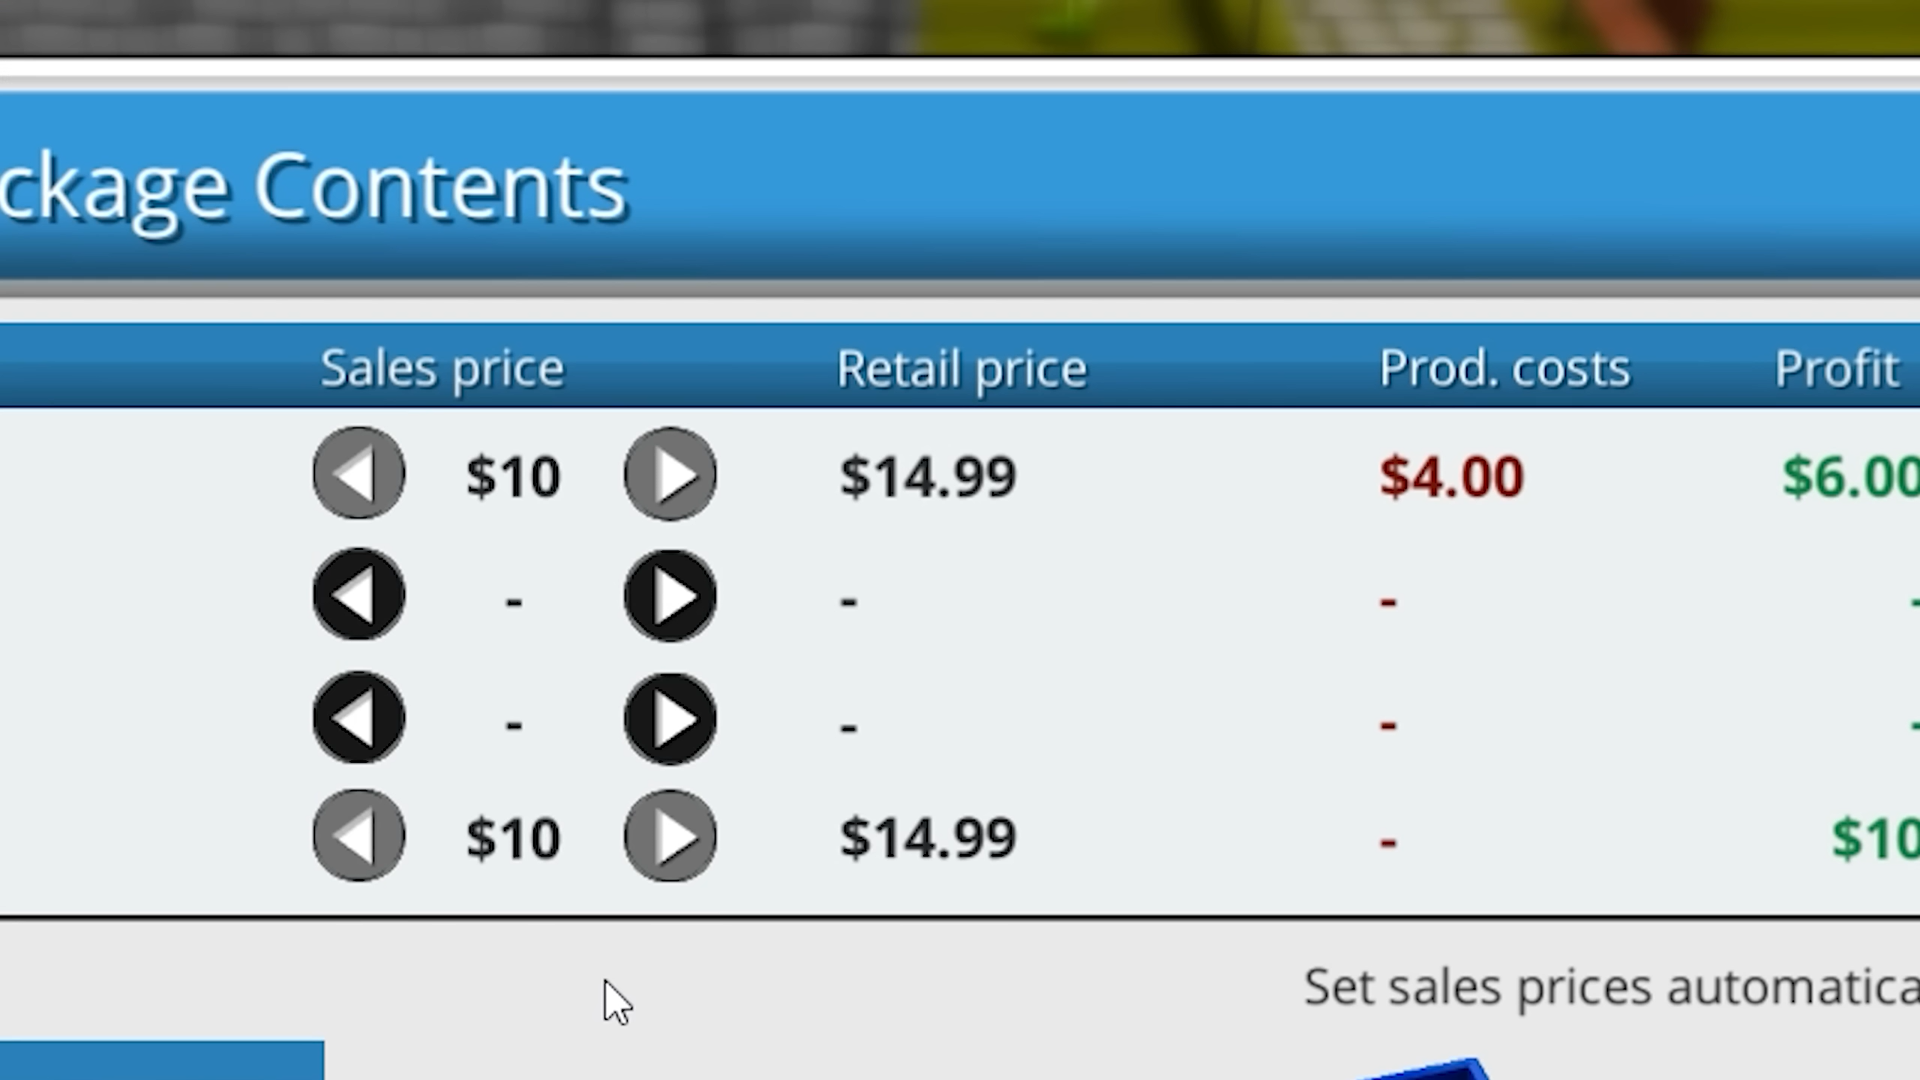 ckage Contents
Sales price Retail price Prod. costs Profit
$10 $14.99 $4.00 $6.00
- - - -
- - - -
$10 $14.99 - $10
Set sales prices automatica